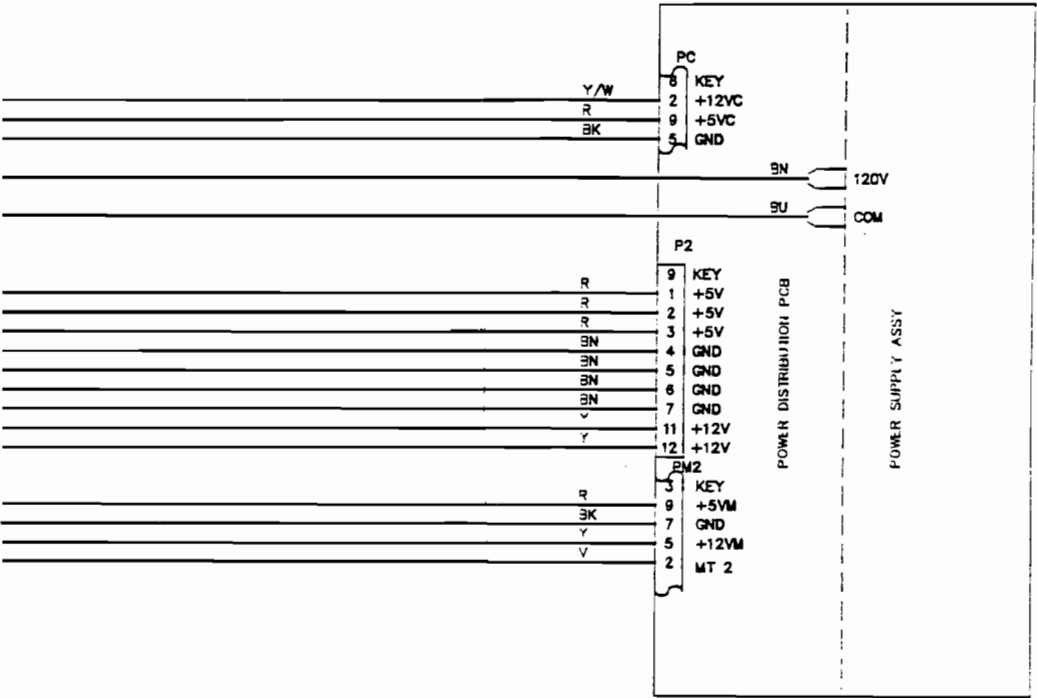 PC
8 KEY
Y/W 2 +12VC
R 9 +5VC
BK 5 GND
BN 120V
BU COM
P2
9 KEY
R 1 +5V
R 2 +5V
R 3 +5V
BN 4 GND
BN 5 GND
BN 6 GND
BN 7 GND
Y 11 +12V
Y 12 +12V
PM2
3 KEY
R 9 +5VM
BK 7 GND
Y 5 +12VM
V 2 MT 2
POWER DISTRIBUTION PCB
POWER SUPPLY ASSY